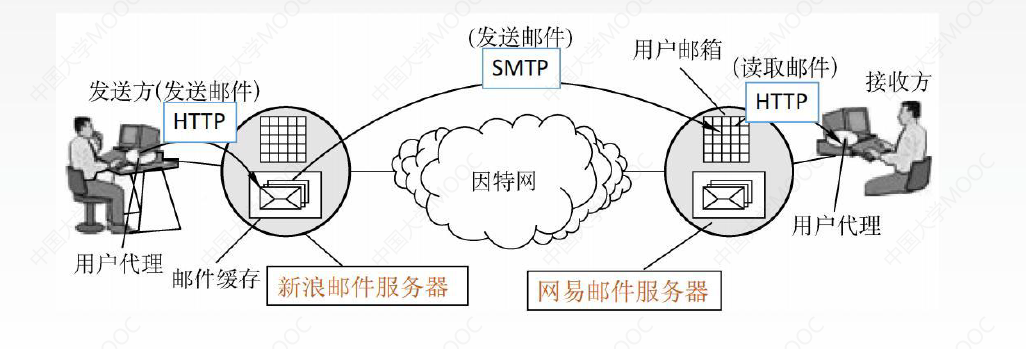 (发送邮件)
SMTP
用户邮箱
(读取邮件)
HTTP
接收方
发送方(发送邮件)
HTTP
因特网
用户代理
邮件缓存
用户代理
新浪邮件服务器
网易邮件服务器
中国大学MOOC